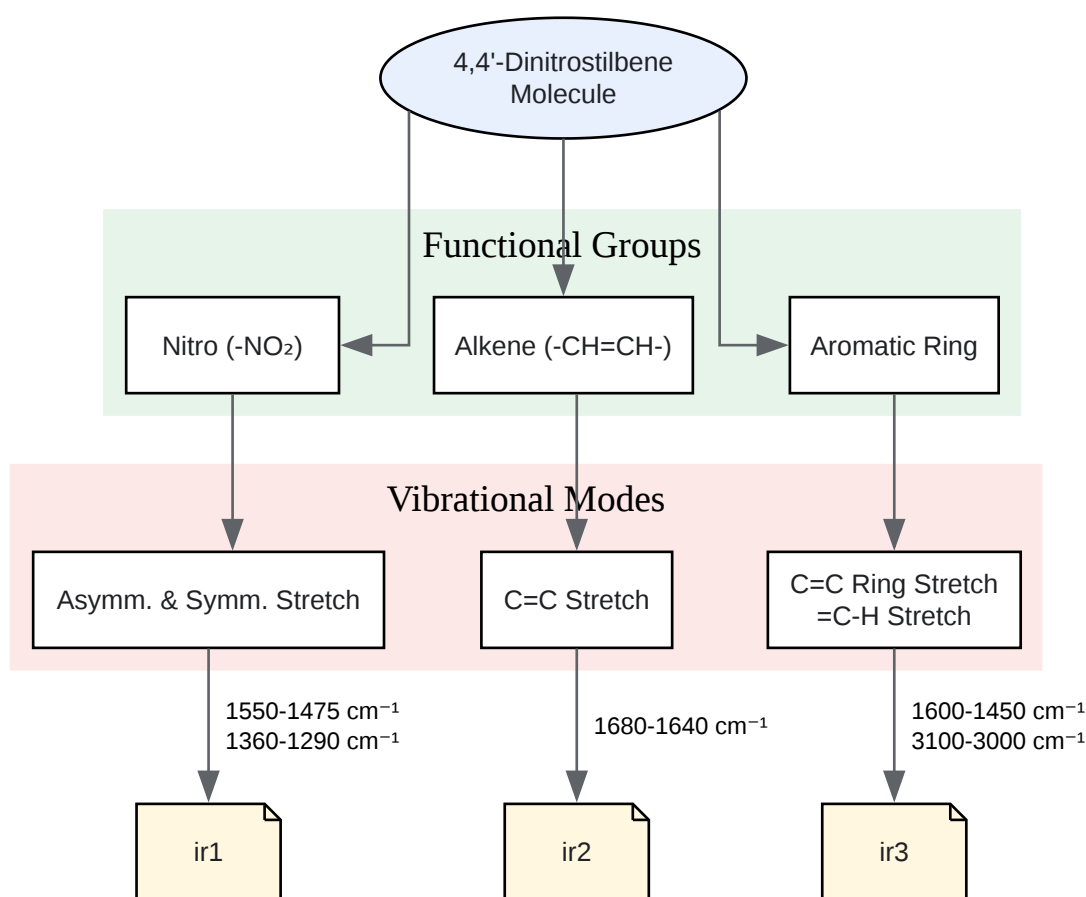 4,4'-Dinitrostilbene
Molecule
Functional Groups
Nitro (-NO₂)
Alkene (-CH=CH-)
Aromatic Ring
Vibrational Modes
Asymm. & Symm. Stretch
C=C Stretch
C=C Ring Stretch
=C-H Stretch
1550-1475 cm⁻¹
1360-1290 cm⁻¹
1680-1640 cm⁻¹
1600-1450 cm⁻¹
3100-3000 cm⁻¹
ir1
ir2
ir3